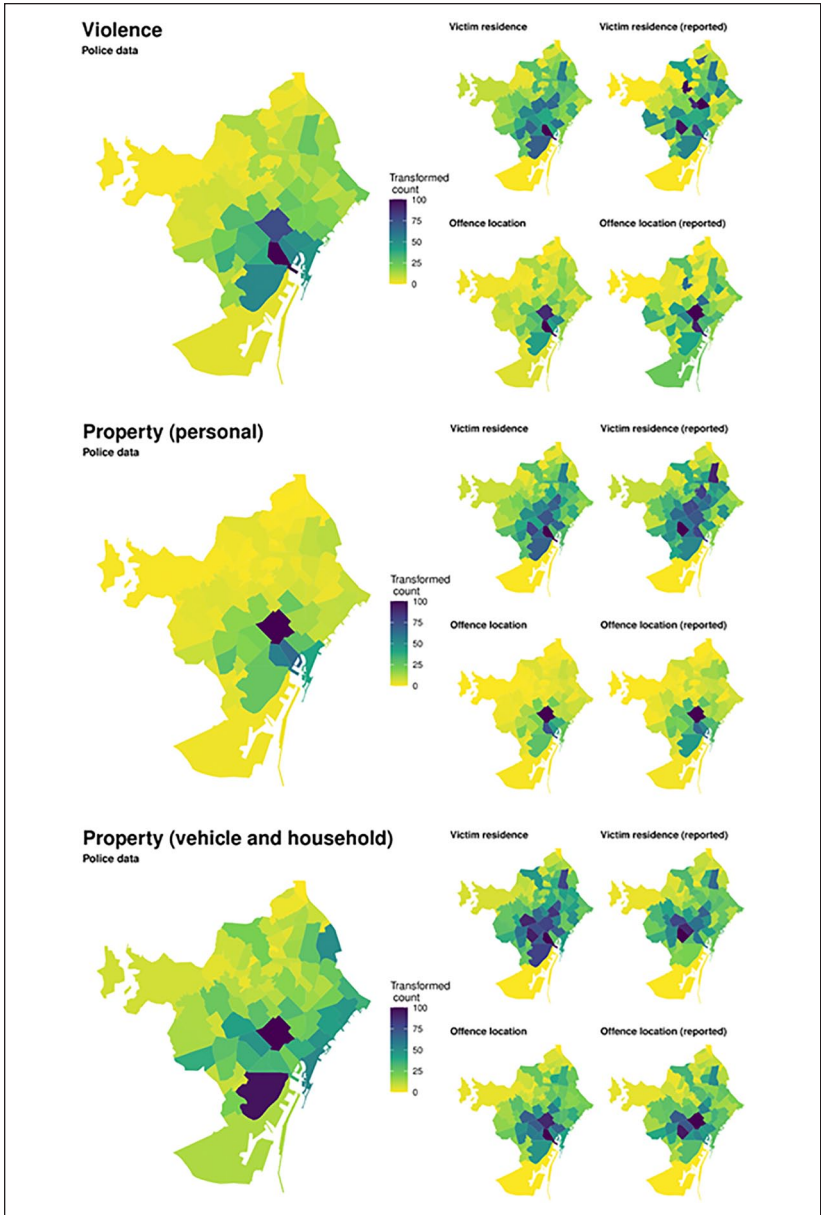 Violence
Police data
Victim residence
Victim residence (reported)
Transformed
count
100
75
50
25
0
Offence location
Offence location (reported)
Property (personal)
Police data
Victim residence
Victim residence (reported)
Transformed
count
100
75
50
25
0
Offence location
Offence location (reported)
Property (vehicle and household)
Police data
Victim residence
Victim residence (reported)
Transformed
count
100
75
50
25
0
Offence location
Offence location (reported)